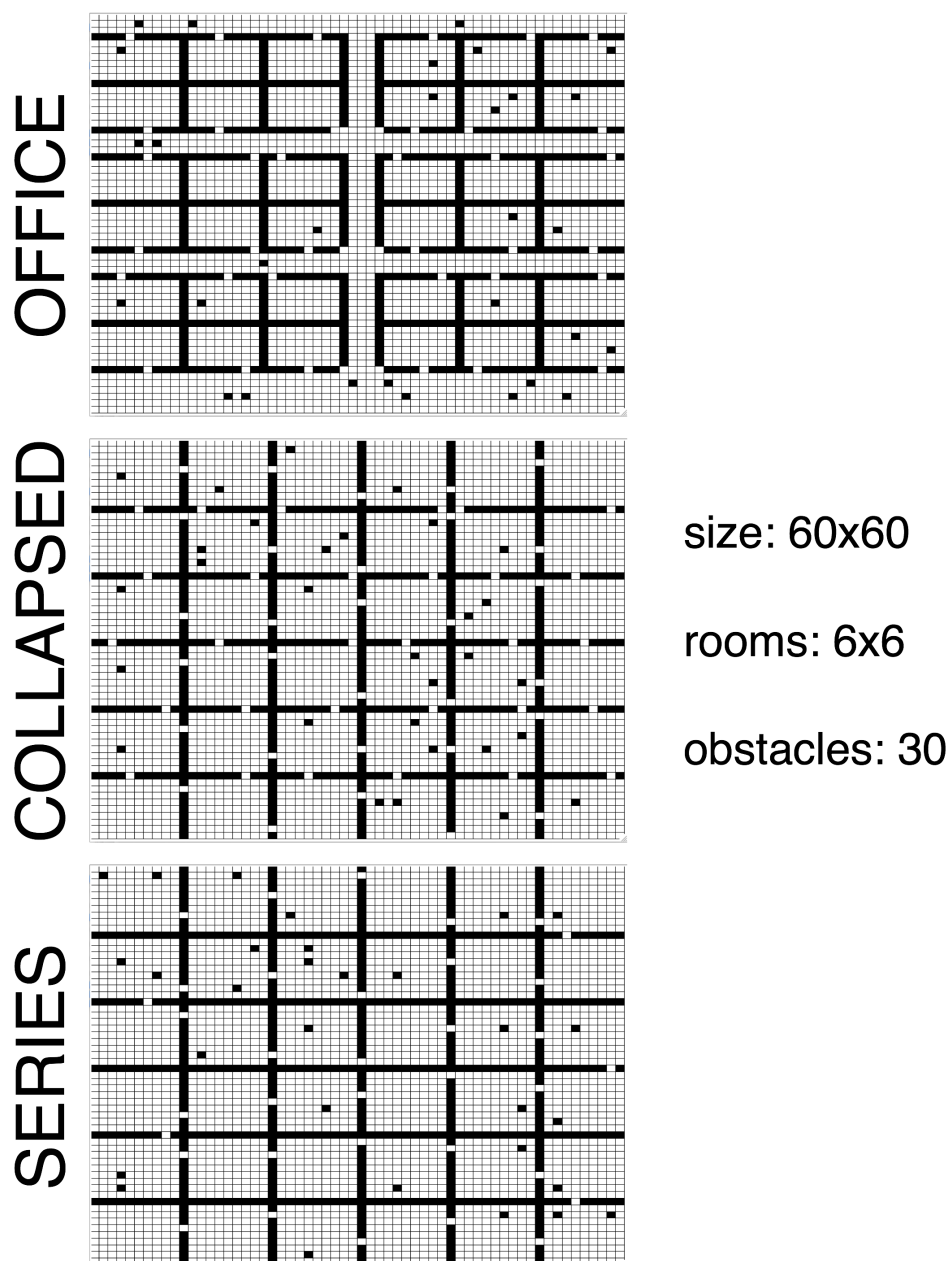 OFFICE
COLLAPSED
SERIES
size: 60x60
rooms: 6x6
obstacles: 30